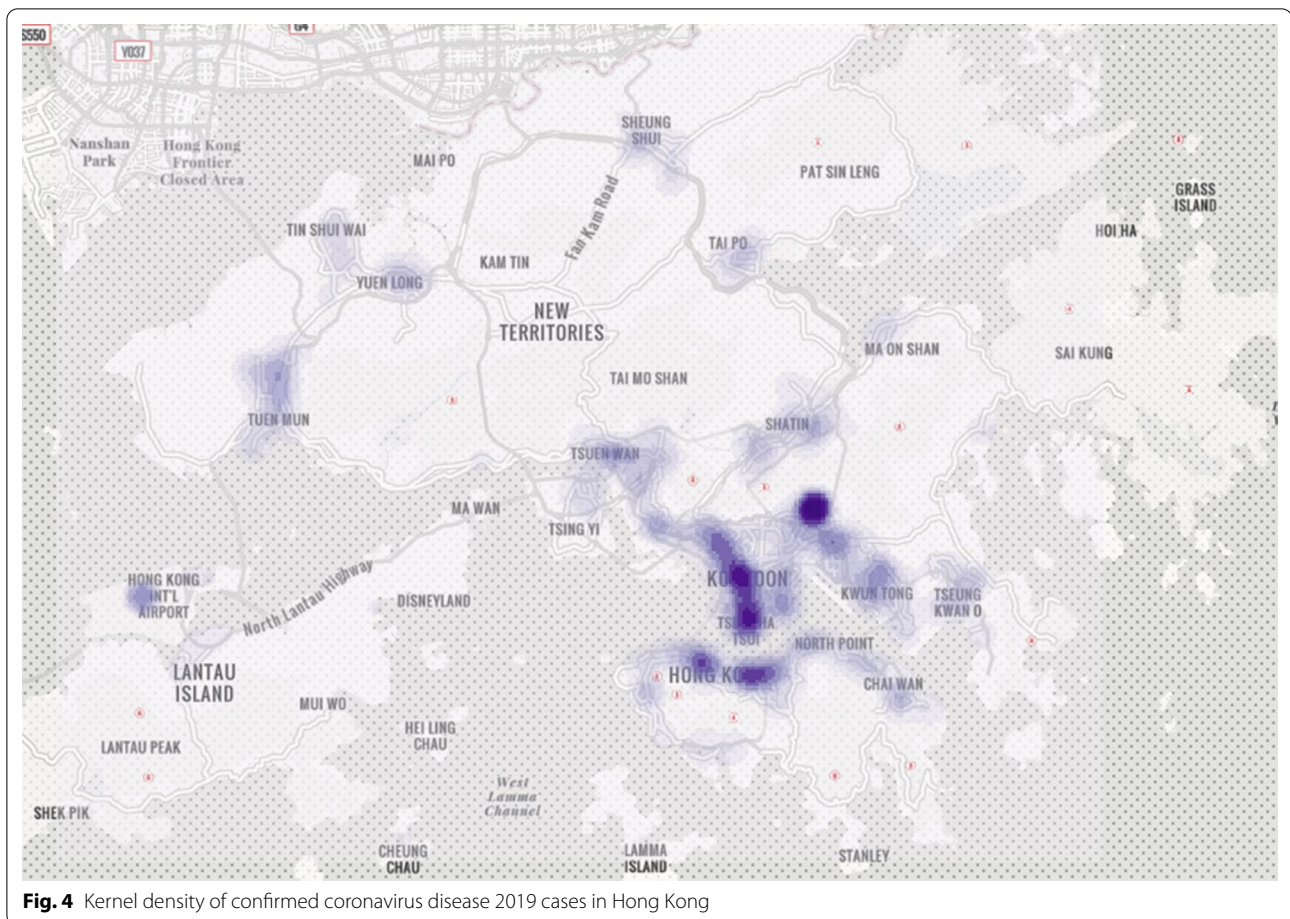 S550
G4
Y037
Nanshan
Park
Hong Kong
Frontier
Closed Area
MAI PO
SHEUNG
SHUI
PAT SIN LENG
GRASS
ISLAND
HOI HA
TIN SHUI WAI
Fan Kam Road
TAI PO
YUEN LONG
KAM TIN
NEW
TERRITORIES
MA ON SHAN
SAI KUNG
TAI MO SHAN
TUEN MUN
SHATIN
TSUEN WAN
MA WAN
TSING YI
HONG KONG
INT'L
AIRPORT
North Lantau Highway
DISNEYLAND
KWUN TONG
TSEUNG
KWAN O
TSUI
NORTH POINT
LANTAU
ISLAND
HONG
CHAI WAN
MUI WO
HEI LING
CHAU
LANTAU PEAK
West
Lamma
Channel
SHEK PIK
CHEUNG
CHAU
LAMMA
ISLAND
STANLEY
Fig. 4 Kernel density of confirmed coronavirus disease 2019 cases in Hong Kong